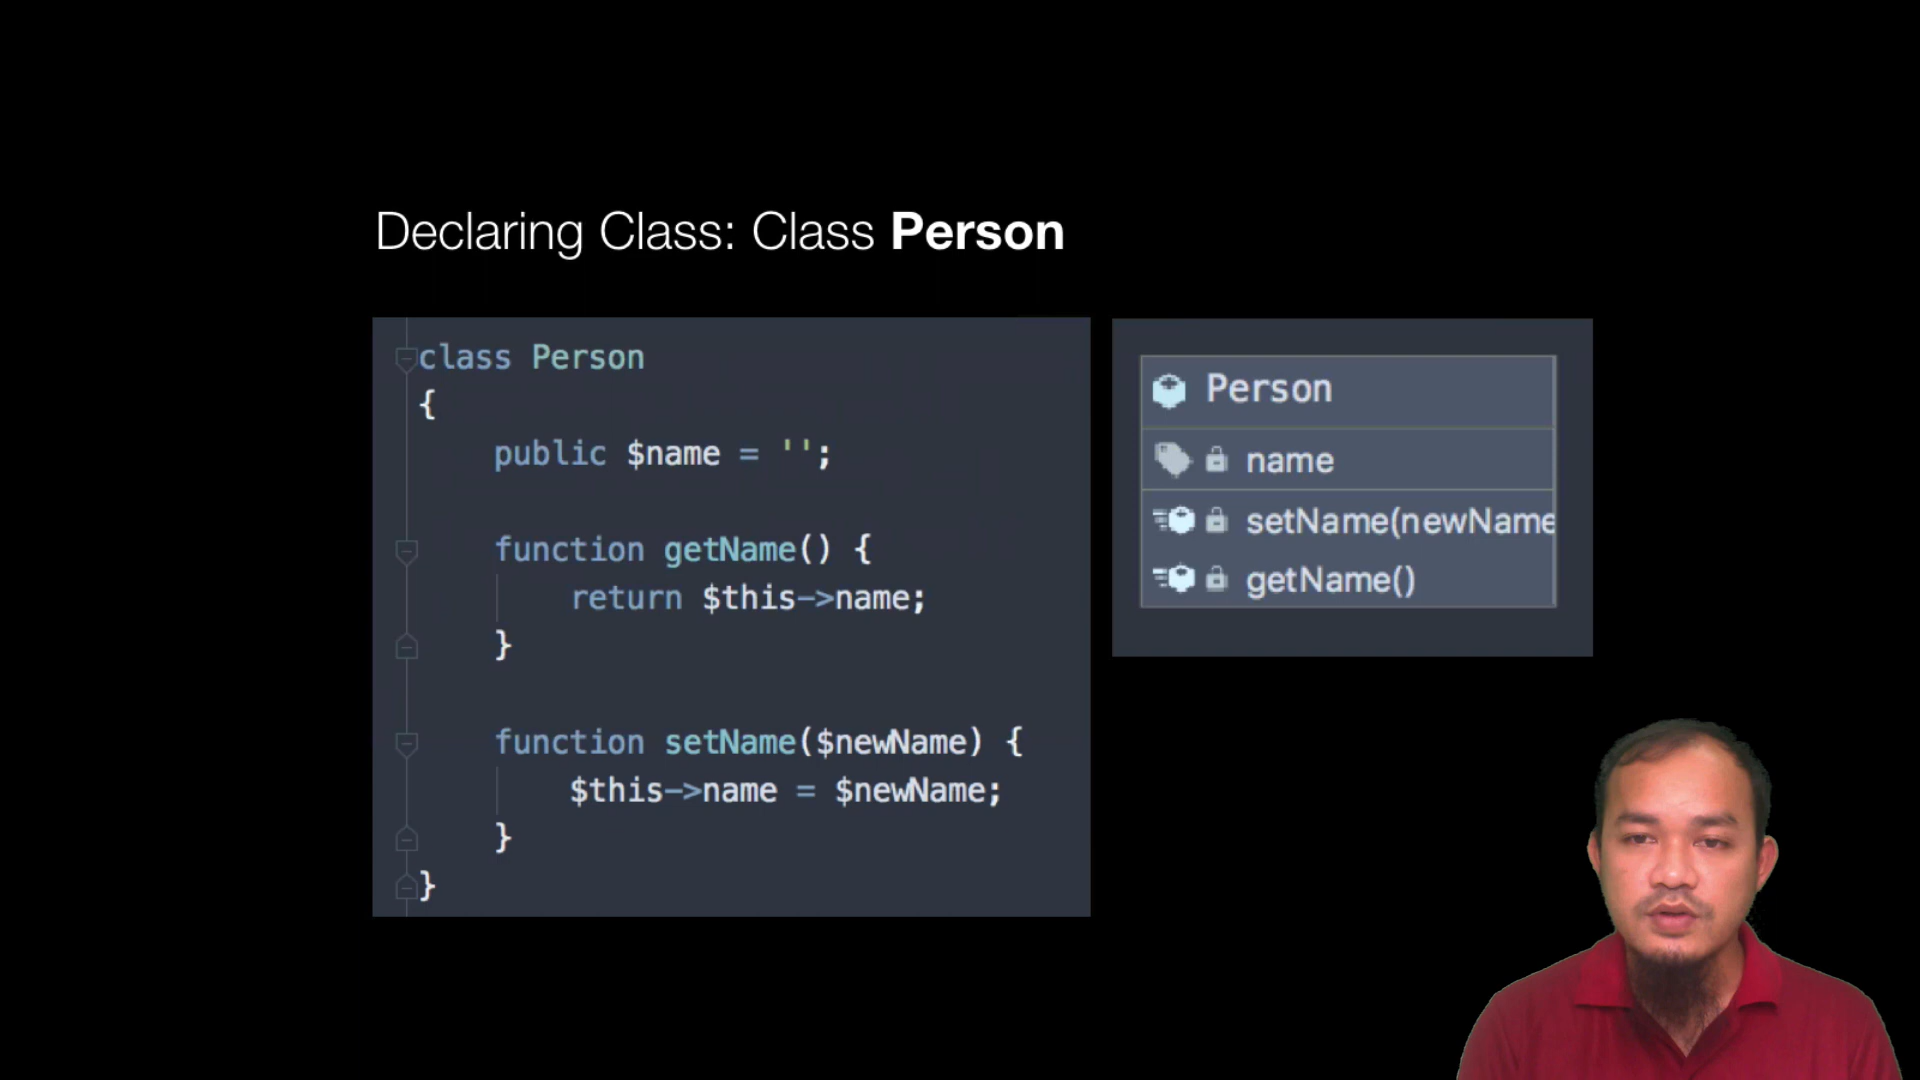 Declaring Class: Class Person
class Person
{
public $name = '';
function getName() {
return $this->name;
}
function setName($newName) {
$this->name = $newName;
}
}
Person
name
setName(newName
getName()